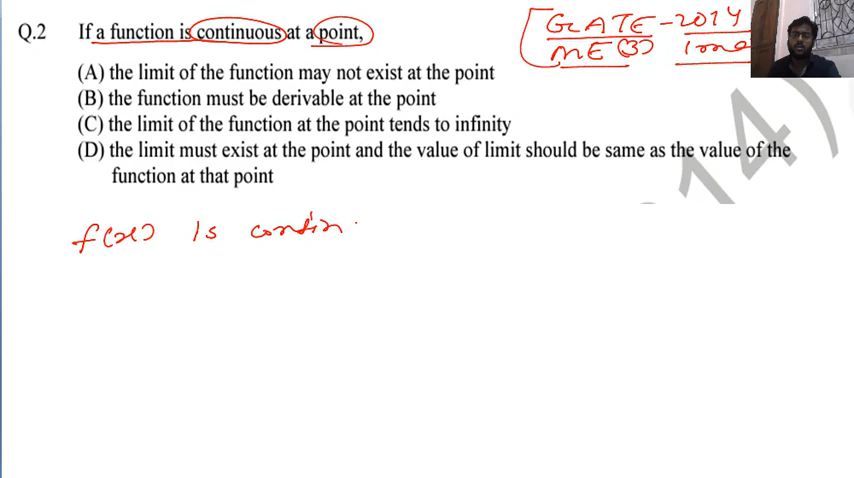 Q.2 If a function is continuous at a point,
GATE-2014
ME (3)
(A) the limit of the function may not exist at the point
(B) the function must be derivable at the point
(C) the limit of the function at the point tends to infinity
(D) the limit must exist at the point and the value of limit should be same as the value of the
function at that point
14)
f(x) is contin